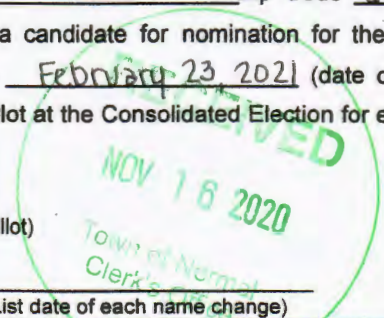 a candidate for nomination for the
February 23, 2021 (date o
lot at the Consolidated Election for e
RECEIVED
NOV 16 2020
llot)
Town of Normal
Clerk's Office
ist date of each name change)